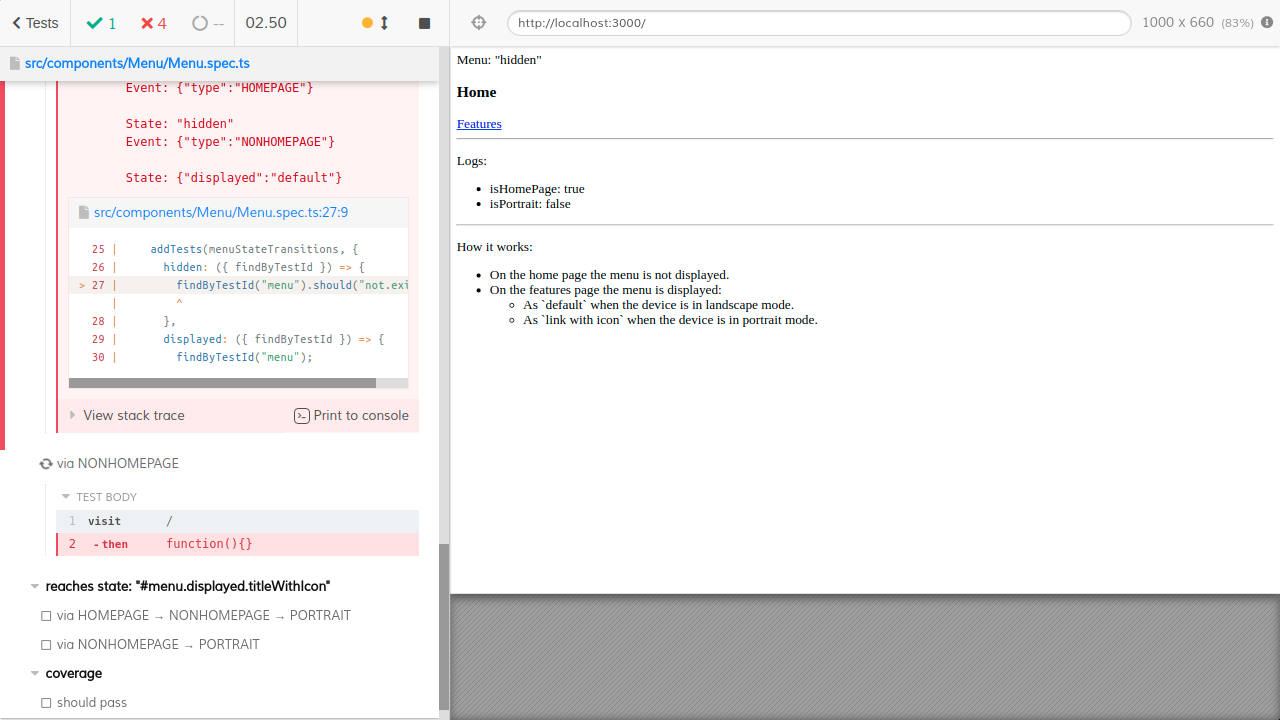 Tests 1 4 -- 02.50
http://localhost:3000/
1000 x 660 (83%)
src/components/Menu/Menu.spec.ts
Event: {"type":"HOMEPAGE"}
State: "hidden"
Event: {"type":"NONHOMEPAGE"}
State: {"displayed":"default"}
src/components/Menu/Menu.spec.ts:27:9
25 | addTests(menuStateTransitions, {
26 | hidden: ({ findByTestId }) => {
> 27 | findByTestId("menu").should("not.exi
| ^
28 | },
29 | displayed: ({ findByTestId }) => {
30 | findByTestId("menu");
View stack trace Print to console
via NONHOMEPAGE
TEST BODY
1 visit /
2 -then function(){}
reaches state: "#menu.displayed.titleWithIcon"
via HOMEPAGE → NONHOMEPAGE → PORTRAIT
via NONHOMEPAGE → PORTRAIT
coverage
should pass
Menu: "hidden"
Home
Features
Logs:
• isHomePage: true
• isPortrait: false
How it works:
• On the home page the menu is not displayed.
• On the features page the menu is displayed:
◦ As `default` when the device is in landscape mode.
◦ As `link with icon` when the device is in portrait mode.